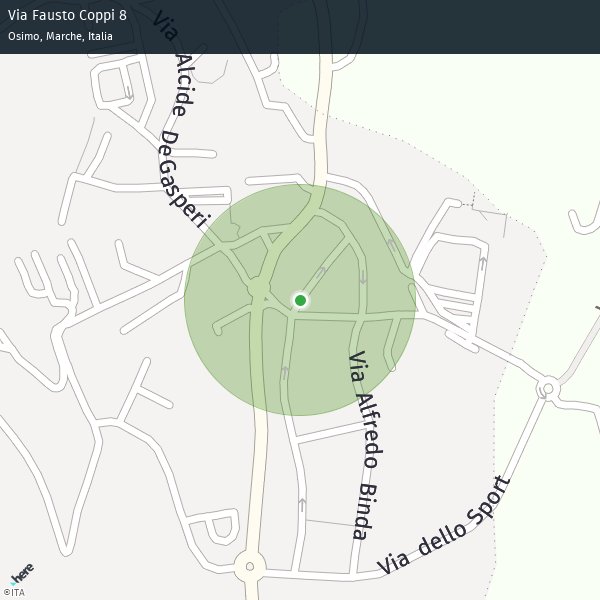 Via Fausto Coppi 8
Osimo, Marche, Italia
Via Alcide DeGasperi
Via Alfredo Binda
Via dello Sport
here
©ITA